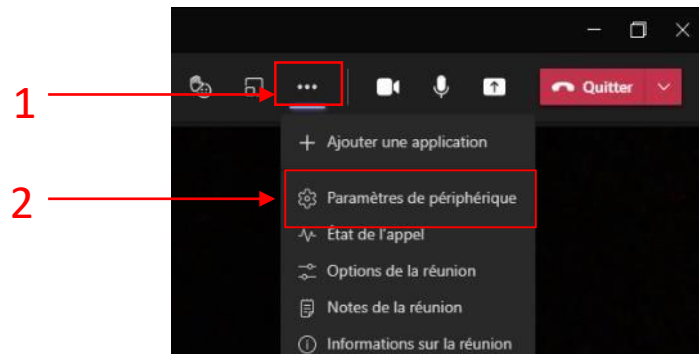 1
Quitter
Ajouter une application
2
Paramètres de périphérique
État de l'appel
Options de la réunion
Notes de la réunion
Informations sur la réunion